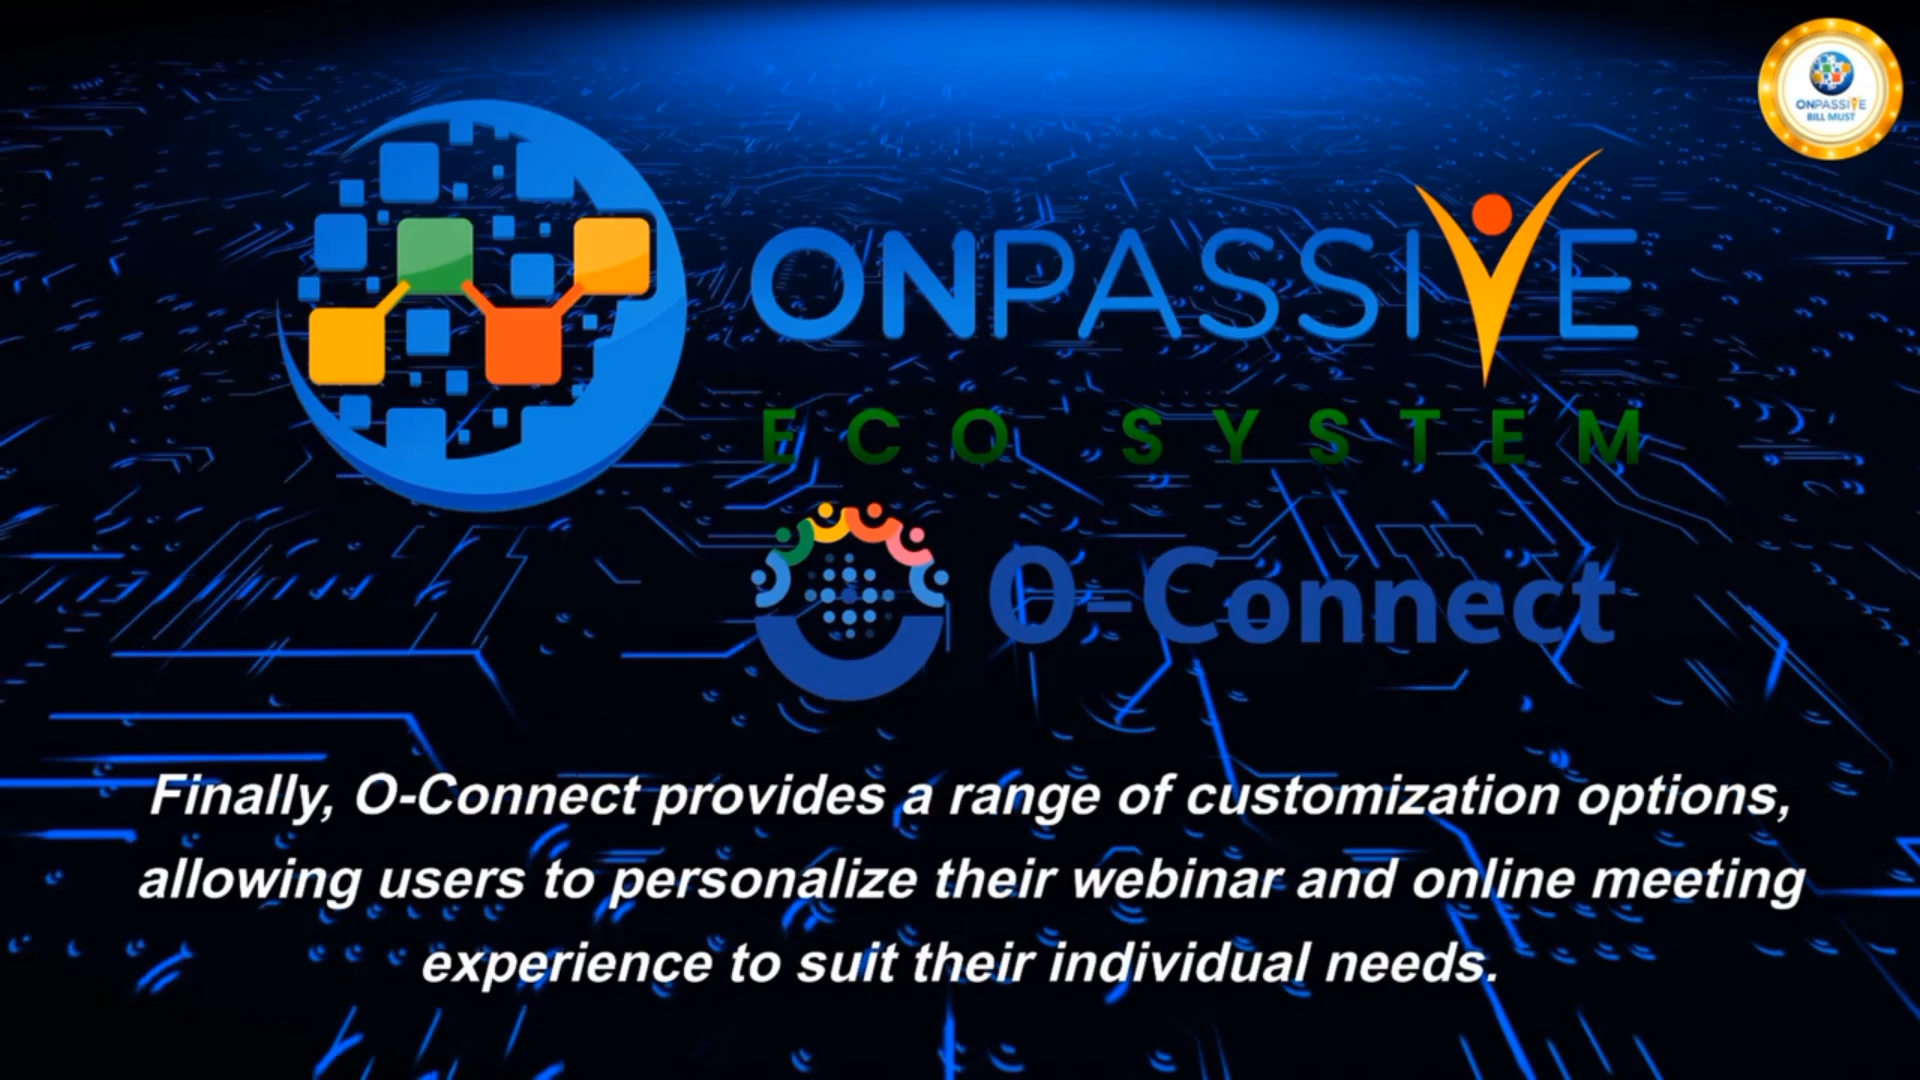 ONPASSIVE
BILL MUST
ONPASSIVE
ECO SYSTEM
O-Connect
Finally, O-Connect provides a range of customization options,
allowing users to personalize their webinar and online meeting
experience to suit their individual needs.